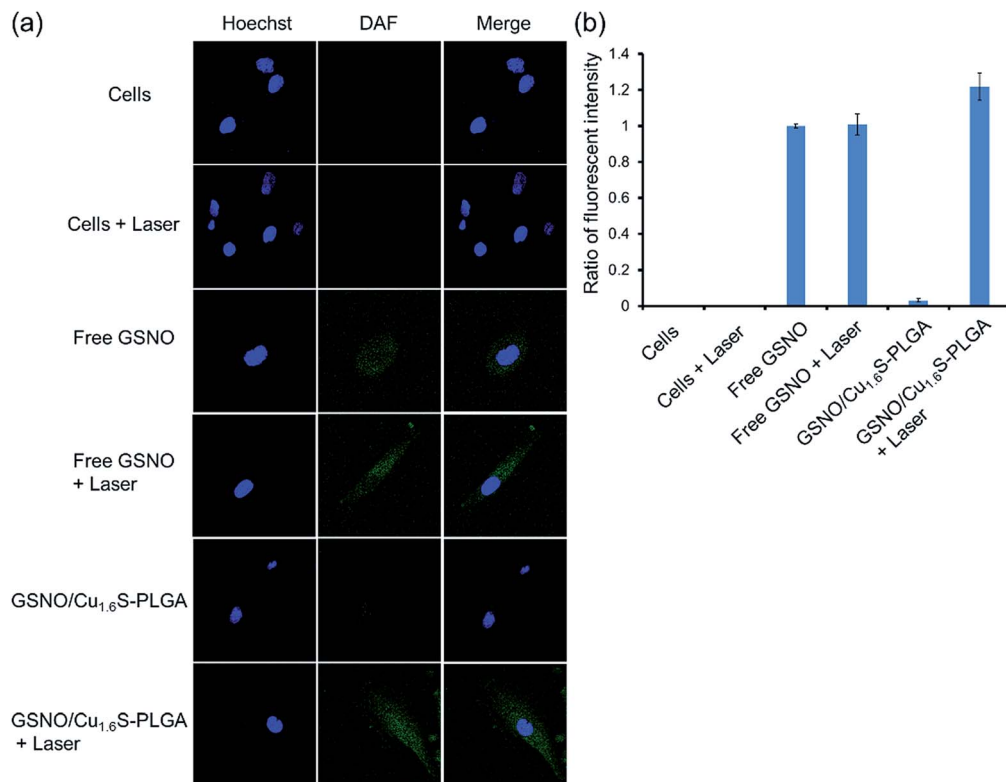 (a)
Hoechst DAF Merge
Cells
Cells + Laser
Free GSNO
Free GSNO
+ Laser
GSNO/Cu1.6S-PLGA
GSNO/Cu1.6S-PLGA
+ Laser
(b)
Ratio of fluorescent intensity
1.4
1.2
1
0.8
0.6
0.4
0.2
0
Cells
Cells + Laser
Free GSNO
Free GSNO + Laser
GSNO/Cu1.6S-PLGA
GSNO/Cu1.6S-PLGA
+ Laser